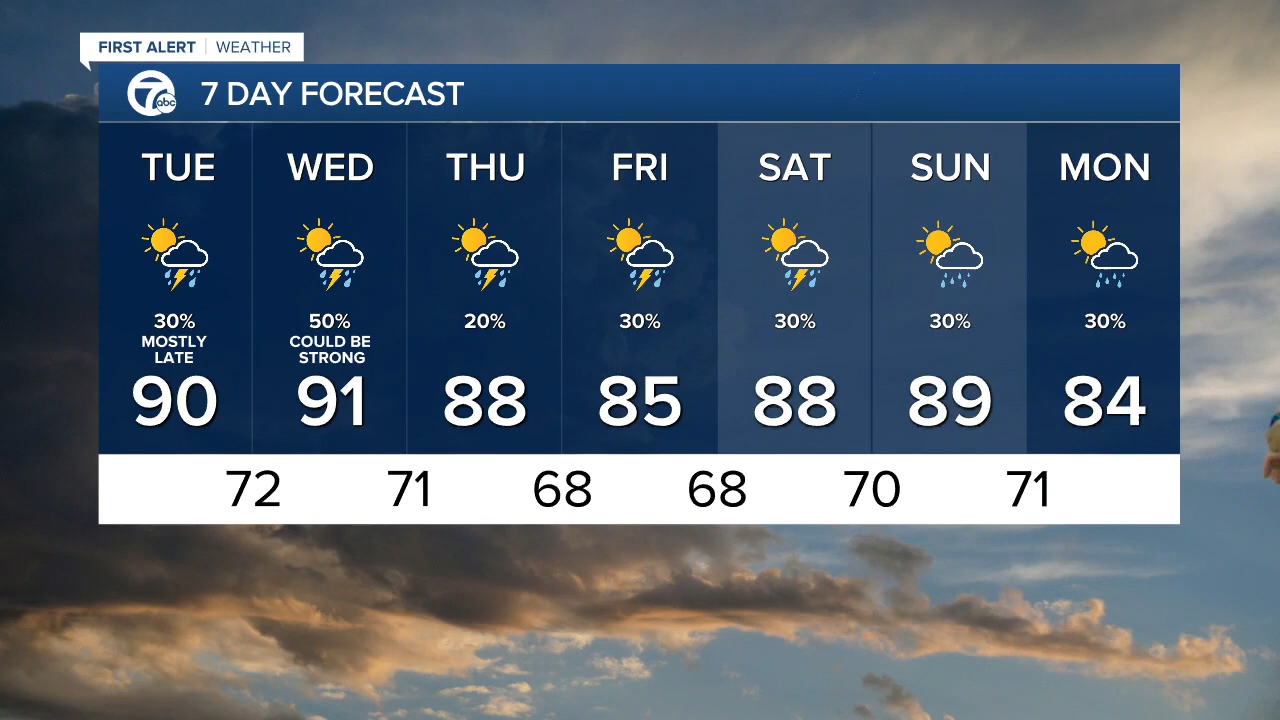 FIRST ALERT | WEATHER
7 abc 7 DAY FORECAST
TUE WED THU FRI SAT SUN MON
30% 50% 20% 30% 30% 30% 30%
MOSTLY COULD BE
LATE STRONG
90 91 88 85 88 89 84
72 71 68 68 70 71